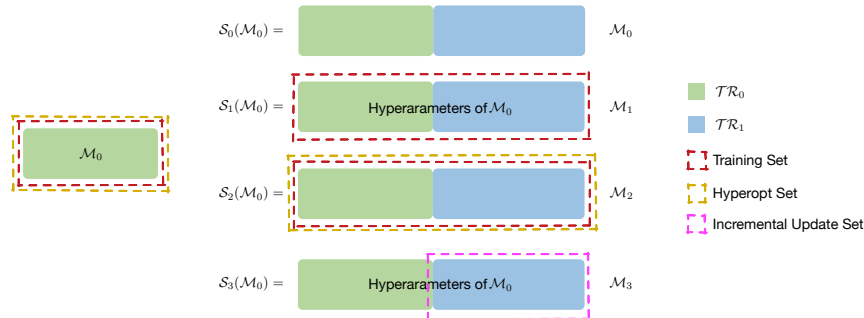 𝒮₀(ℳ₀) = ℳ₀
𝒮₁(ℳ₀) = Hyperarameters of ℳ₀ ℳ₁
ℳ₀
𝒮₂(ℳ₀) = ℳ₂
𝒮₃(ℳ₀) = Hyperarameters of ℳ₀ ℳ₃
𝒯ℛ₀
𝒯ℛ₁
Training Set
Hyperopt Set
Incremental Update Set